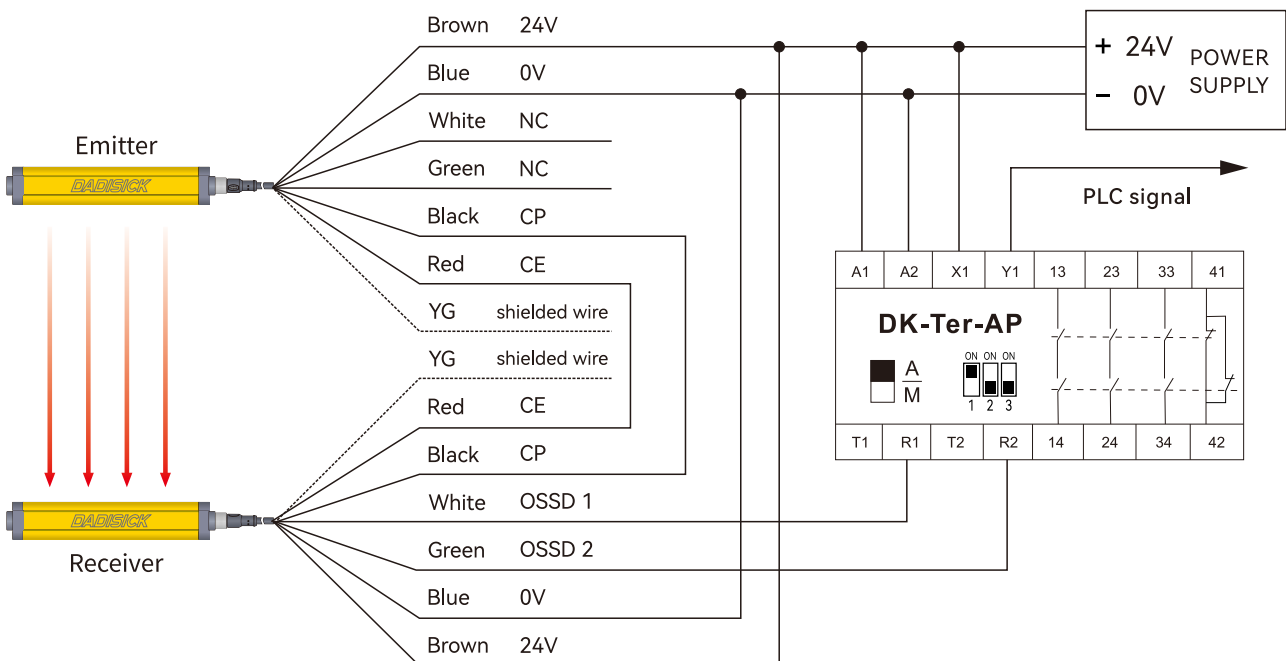 Brown 24V
Blue 0V
White NC
Green NC
Black CP
Red CE
YG shielded wire
YG shielded wire
Red CE
Black CP
White OSSD 1
Green OSSD 2
Blue 0V
Brown 24V
Emitter
DADISICK
DADISICK
Receiver
+ 24V
− 0V
POWER
SUPPLY
PLC signal
A1 A2 X1 Y1 13 23 33 41
DK-Ter-AP
A
M
ON ON ON
1 2 3
T1 R1 T2 R2 14 24 34 42